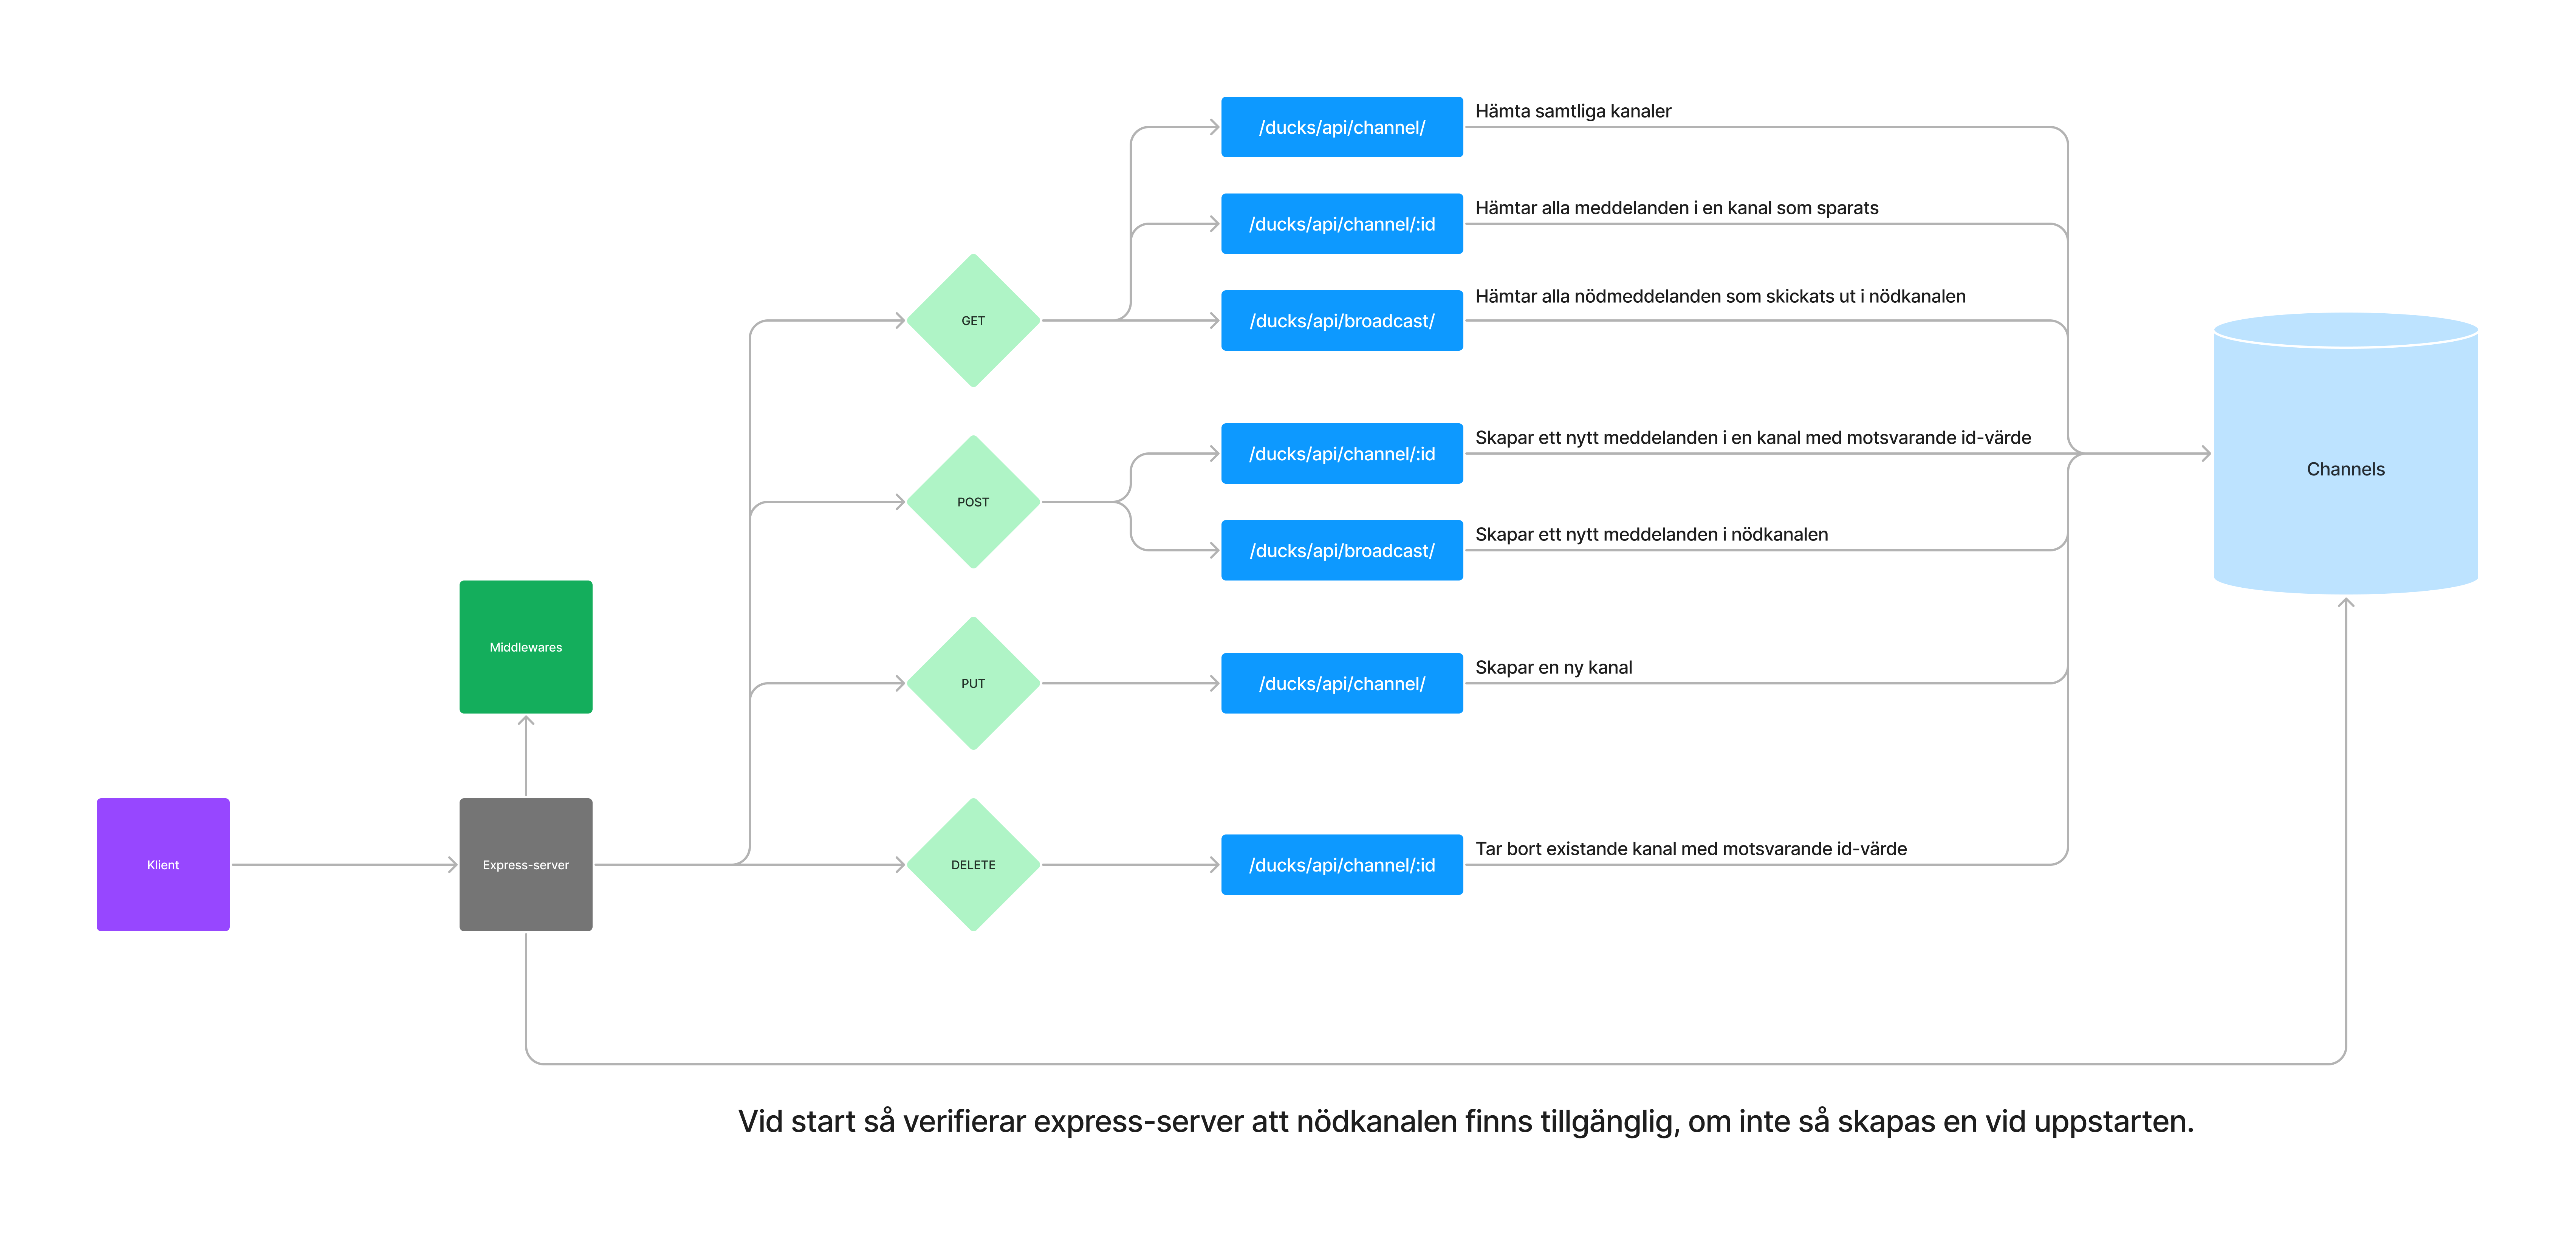 /ducks/api/channel/
Hämta samtliga kanaler
/ducks/api/channel/:id
Hämtar alla meddelanden i en kanal som sparats
GET
/ducks/api/broadcast/
Hämtar alla nödmeddelanden som skickats ut i nödkanalen
/ducks/api/channel/:id
Skapar ett nytt meddelanden i en kanal med motsvarande id-värde
Channels
POST
/ducks/api/broadcast/
Skapar ett nytt meddelanden i nödkanalen
Middlewares
PUT
/ducks/api/channel/
Skapar en ny kanal
Klient
Express-server
DELETE
/ducks/api/channel/:id
Tar bort existande kanal med motsvarande id-värde
Vid start så verifierar express-server att nödkanalen finns tillgänglig, om inte så skapas en vid uppstarten.